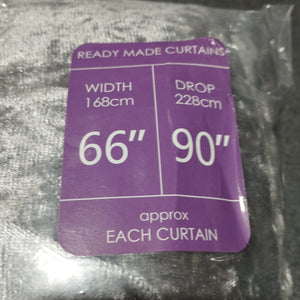 READY MADE CURTAINS
WIDTH DROP
168cm 228cm
66" 90"
approx
EACH CURTAIN